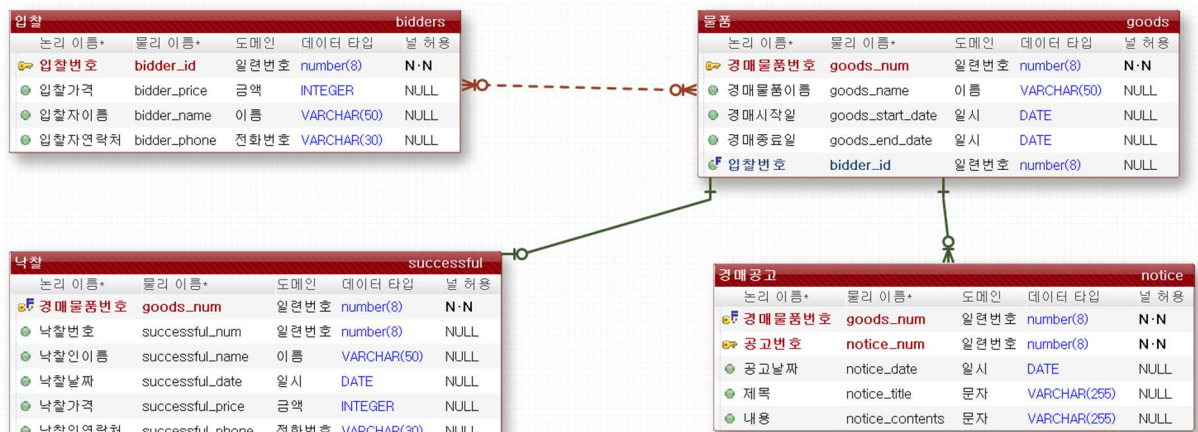 입찰 bidders
논리 이름* 물리 이름* 도메인 데이터 타입 널 허용
입찰번호 bidder_id 일련번호 number(8) N·N
입찰가격 bidder_price 금액 INTEGER NULL
입찰자이름 bidder_name 이름 VARCHAR(50) NULL
입찰자연락처 bidder_phone 전화번호 VARCHAR(30) NULL
물품 goods
논리 이름* 물리 이름* 도메인 데이터 타입 널 허용
경매물품번호 goods_num 일련번호 number(8) N·N
경매물품이름 goods_name 이름 VARCHAR(50) NULL
경매시작일 goods_start_date 일시 DATE NULL
경매종료일 goods_end_date 일시 DATE NULL
입찰번호 bidder_id 일련번호 number(8) NULL
낙찰 successful
논리 이름* 물리 이름* 도메인 데이터 타입 널 허용
경매물품번호 goods_num 일련번호 number(8) N·N
낙찰번호 successful_num 일련번호 number(8) NULL
낙찰인이름 successful_name 이름 VARCHAR(50) NULL
낙찰날짜 successful_date 일시 DATE NULL
낙찰가격 successful_price 금액 INTEGER NULL
낙찰인연락처 successful_phone 전화번호 VARCHAR(30) NULL
경매공고 notice
논리 이름* 물리 이름* 도메인 데이터 타입 널 허용
경매물품번호 goods_num 일련번호 number(8) N·N
공고번호 notice_num 일련번호 number(8) N·N
공고날짜 notice_date 일시 DATE NULL
제목 notice_title 문자 VARCHAR(255) NULL
내용 notice_contents 문자 VARCHAR(255) NULL